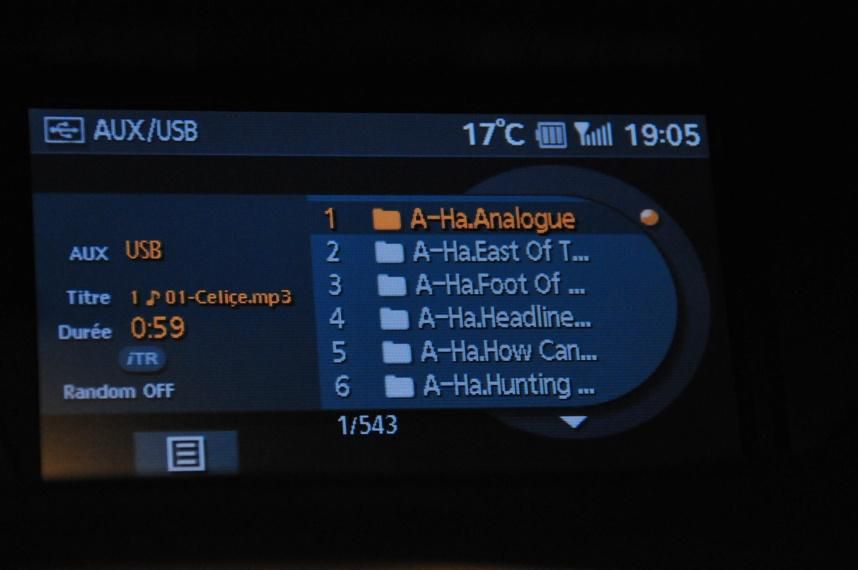 AUX/USB 17°C 19:05
AUX USB
Titre 1 ♪ 01-Celiçe.mp3
Durée 0:59
iTR
Random OFF
1 A-Ha.Analogue
2 A-Ha.East Of T...
3 A-Ha.Foot Of ...
4 A-Ha.Headline...
5 A-Ha.How Can...
6 A-Ha.Hunting ...
1/543